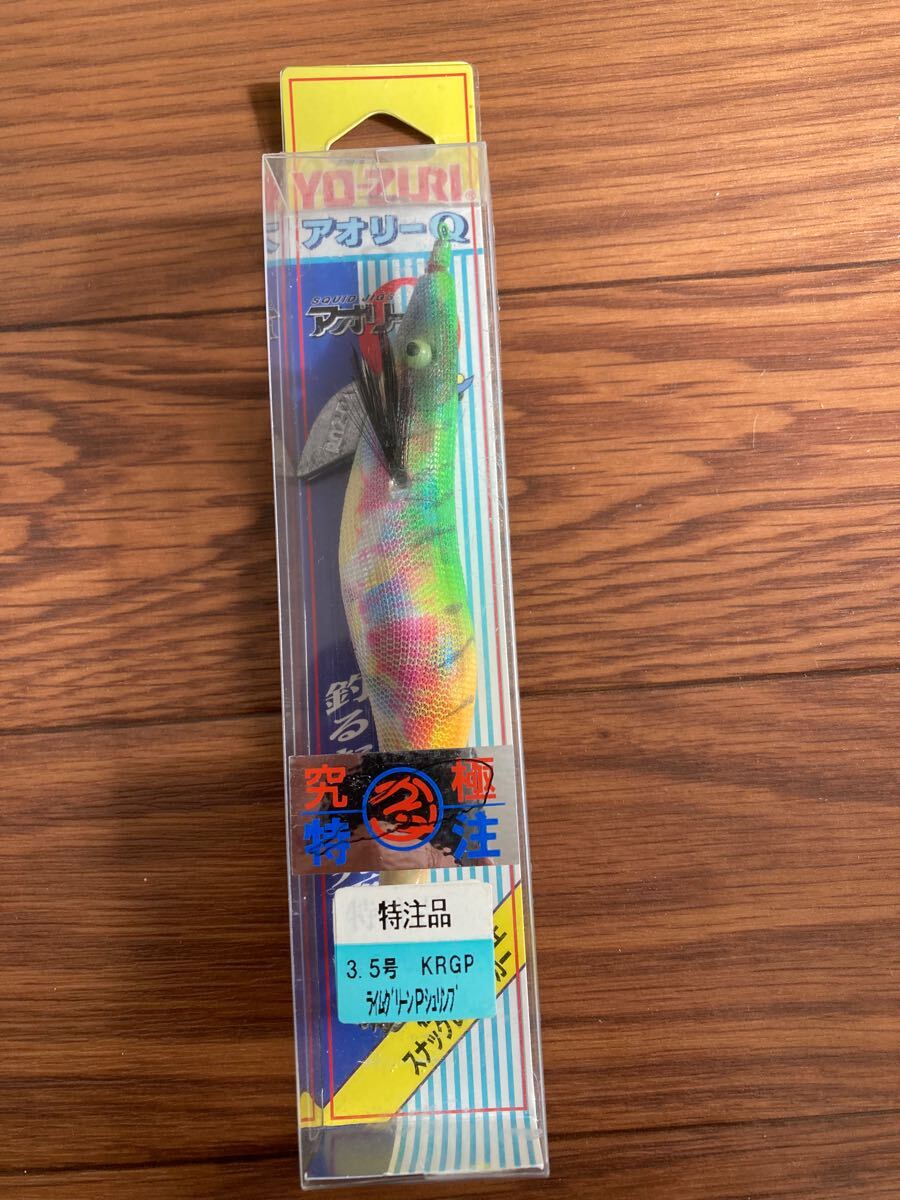 YO-ZURI®
アオリーQ
SQUID JIGS
アオリー
釣る
究極
特注
特注品
3.5号 KRGP
ライムグリーンPシュリンプ
スナッグ